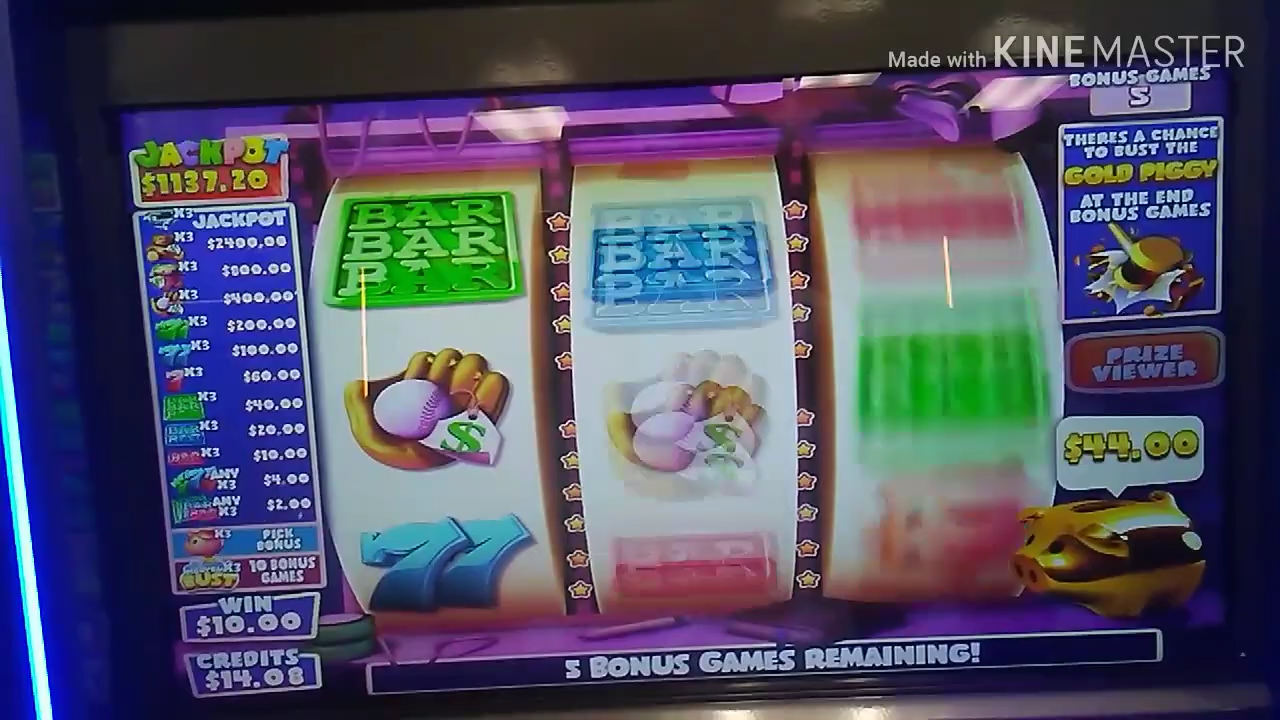 Made with KINEMASTER
BONUS GAMES
5
JACKPOT
$1137.20
X3 JACKPOT
X3 $2400.00
X3 $800.00
X3 $400.00
X3 $200.00
X3 $100.00
X3 $60.00
X3 $40.00
X3 $20.00
X3 $10.00
ANY X3 $4.00
ANY X3 $2.00
X3 PICK BONUS
BUST X3 10 BONUS GAMES
WIN
$10.00
CREDITS
$14.08
BAR
BAR
BAR
$
77
BAR
BAR
BAR
$
THERES A CHANCE
TO BUST THE
GOLD PIGGY
AT THE END
BONUS GAMES
PRIZE
VIEWER
$44.00
5 BONUS GAMES REMAINING!